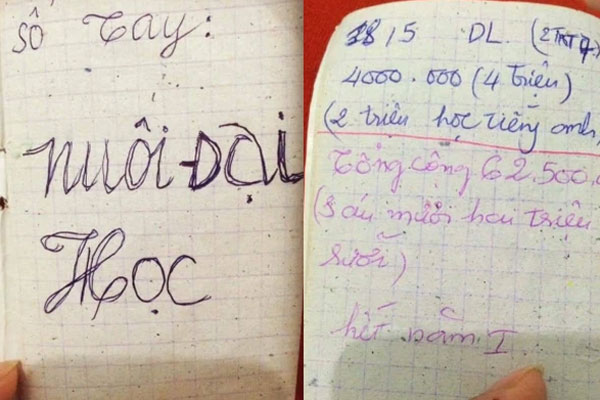 sổ tay:
nuôi ĐẠi
HỌC
15 DL.
4000.000 (4 triệu)
(2 triệu học tiếng anh)
Tổng cộng 62.500.
(Sáu mươi hai triệu
rưỡi)
hết năm I